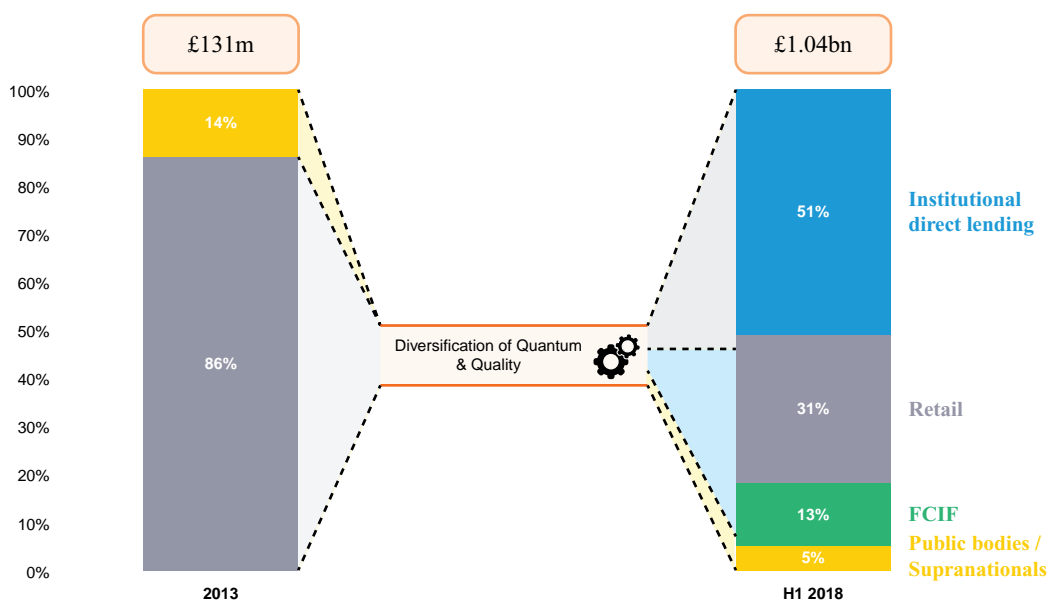 £131m
£1.04bn
100%
90%
80%
70%
60%
50%
40%
30%
20%
10%
0%
14%
86%
Diversification of Quantum
& Quality
51%
31%
13%
5%
Institutional
direct lending
Retail
FCIF
Public bodies /
Supranationals
2013
H1 2018